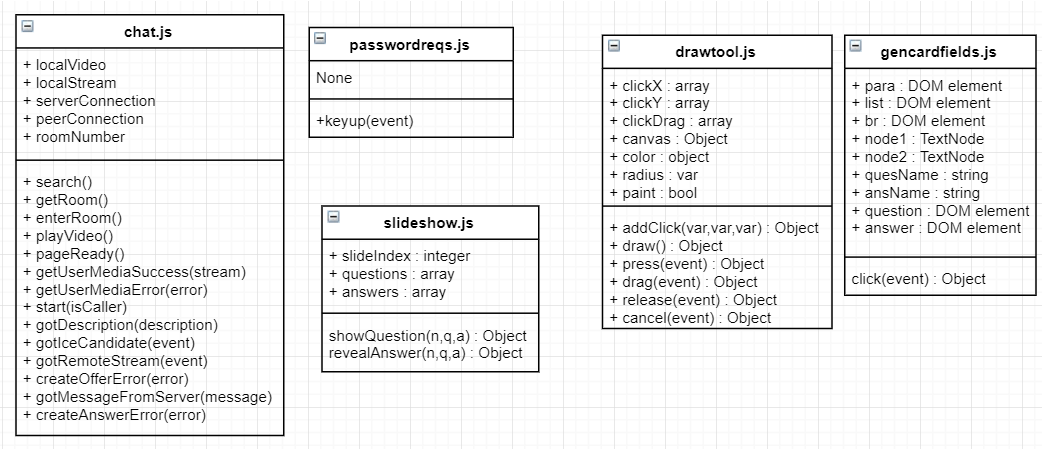 chat.js
+ localVideo
+ localStream
+ serverConnection
+ peerConnection
+ roomNumber
+ search()
+ getRoom()
+ enterRoom()
+ playVideo()
+ pageReady()
+ getUserMediaSuccess(stream)
+ getUserMediaError(error)
+ start(isCaller)
+ gotDescription(description)
+ gotIceCandidate(event)
+ gotRemoteStream(event)
+ createOfferError(error)
+ gotMessageFromServer(message)
+ createAnswerError(error)
passwordreqs.js
None
+keyup(event)
slideshow.js
+ slideIndex : integer
+ questions : array
+ answers : array
showQuestion(n,q,a) : Object
revealAnswer(n,q,a) : Object
drawtool.js
+ clickX : array
+ clickY : array
+ clickDrag : array
+ canvas : Object
+ color : object
+ radius : var
+ paint : bool
+ addClick(var,var,var) : Object
+ draw() : Object
+ press(event) : Object
+ drag(event) : Object
+ release(event) : Object
+ cancel(event) : Object
gencardfields.js
+ para : DOM element
+ list : DOM element
+ br : DOM element
+ node1 : TextNode
+ node2 : TextNode
+ quesName : string
+ ansName : string
+ question : DOM element
+ answer : DOM element
click(event) : Object